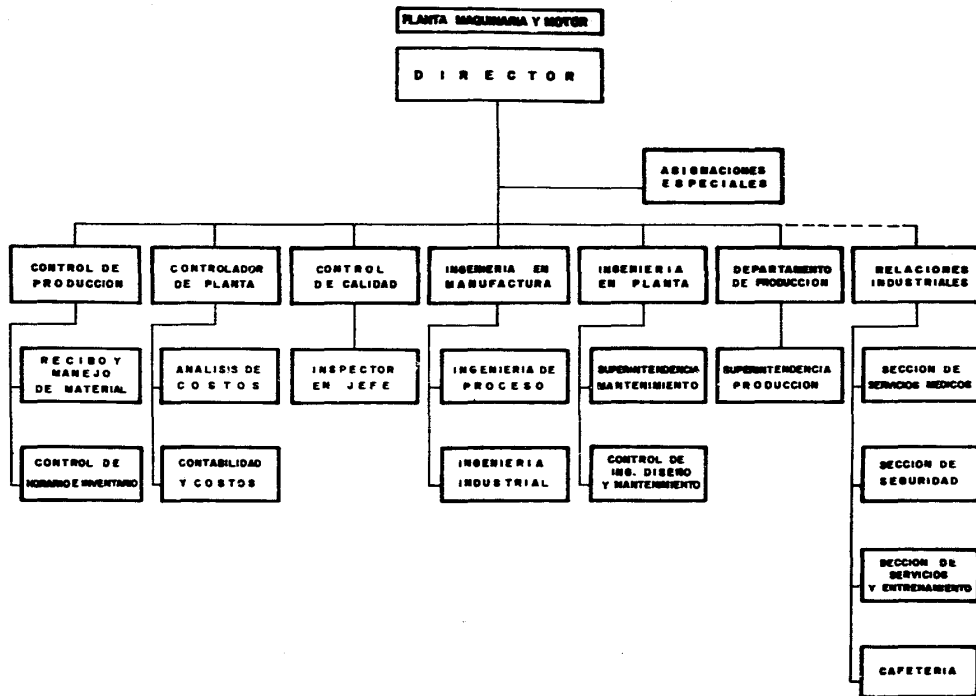 PLANTA MAQUINARIA Y MOTOR
DIRECTOR
ASIGNACIONES
ESPECIALES
CONTROL DE
PRODUCCION
CONTROLADOR
DE PLANTA
CONTROL
DE CALIDAD
INGENIERIA EN
MANUFACTURA
INGENIERIA
EN PLANTA
DEPARTAMENTO
DE PRODUCCION
RELACIONES
INDUSTRIALES
RECIBO Y
MANEJO
DE MATERIAL
ANALISIS DE
COSTOS
INSPECTOR
EN JEFE
INGENIERIA DE
PROCESO
SUPERINTENDENCIA
MANTENIMIENTO
SUPERINTENDENCIA
PRODUCCION
SECCION DE
SERVICIOS MEDICOS
CONTROL DE
HORARIO E INVENTARIO
CONTABILIDAD
Y COSTOS
INGENIERIA
INDUSTRIAL
CONTROL DE
ING. DISEÑO
Y MANTENIMIENTO
SECCION DE
SEGURIDAD
SECCION DE
SERVICIOS
Y ENTRENAMIENTO
CAFETERIA